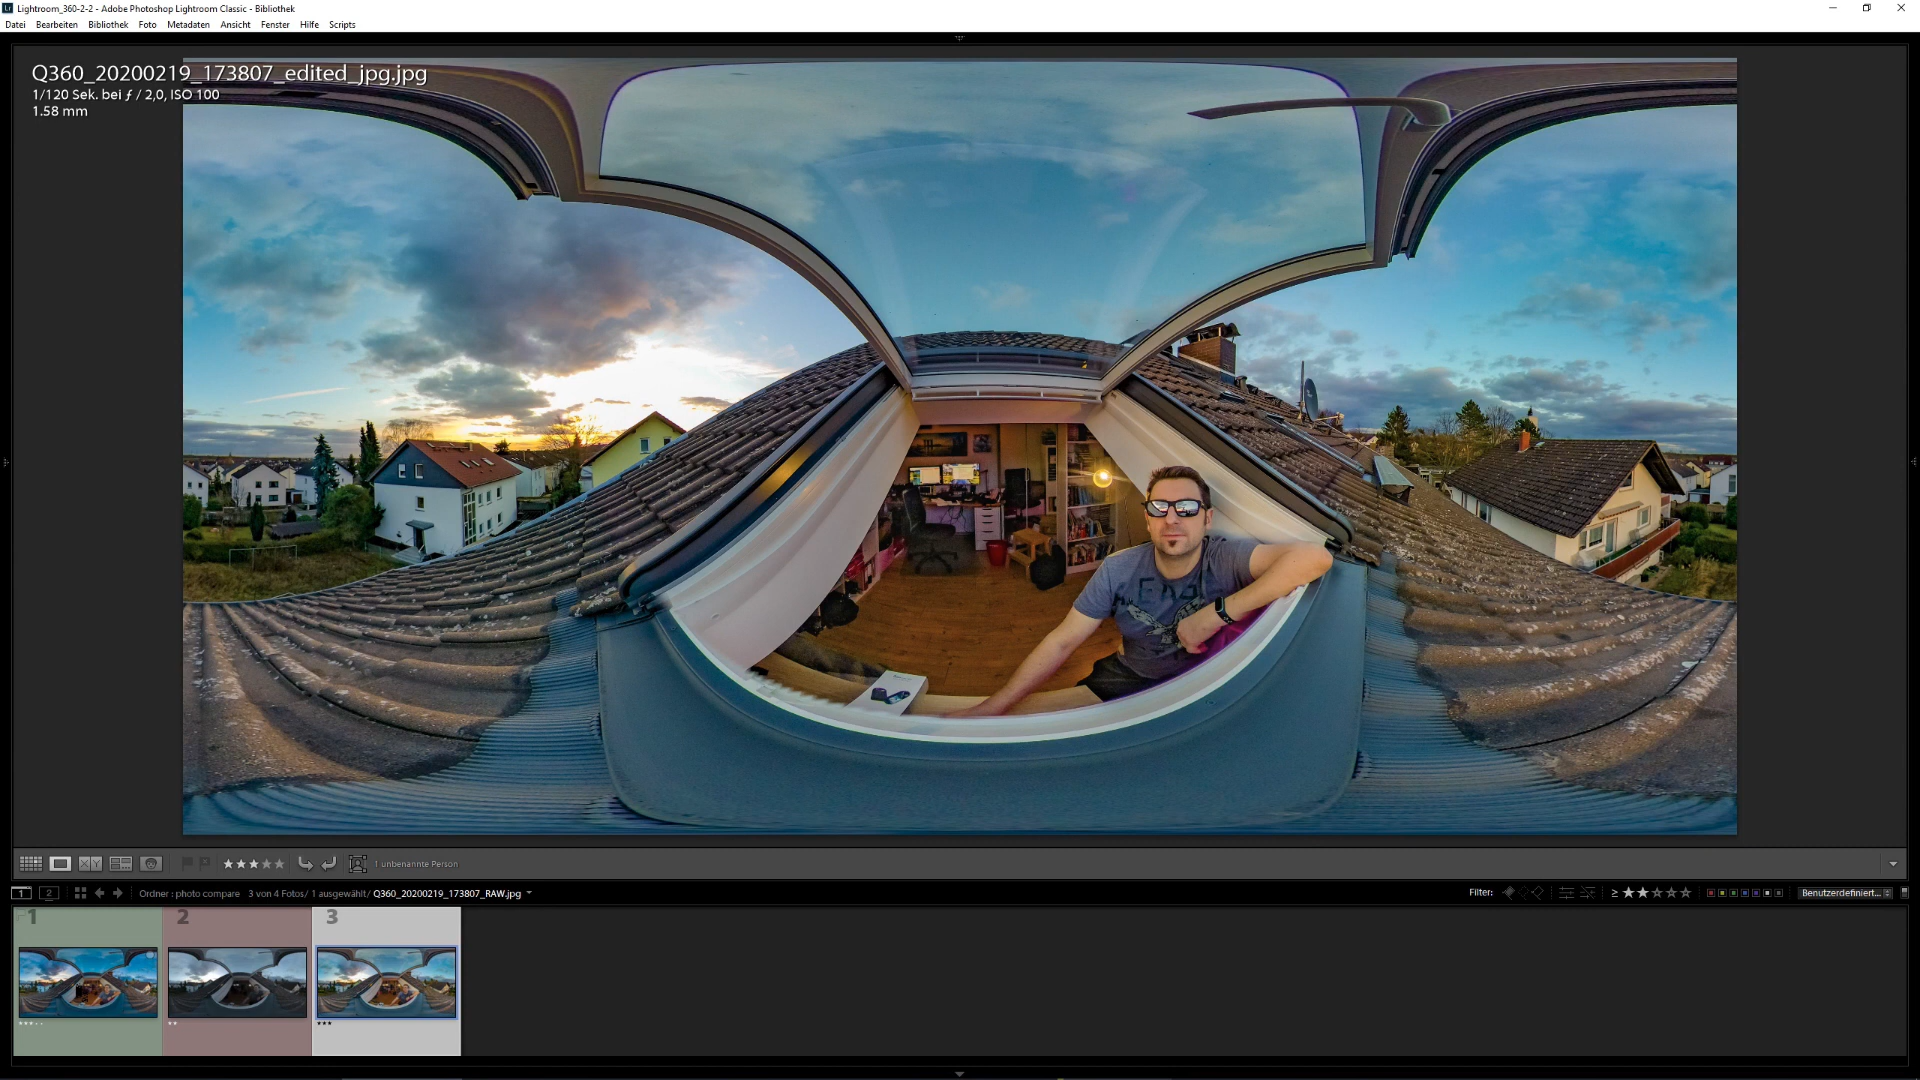 Lightroom_360-2-2 - Adobe Photoshop Lightroom Classic - Bibliothek
Datei Bearbeiten Bibliothek Foto Metadaten Ansicht Fenster Hilfe Scripts
Q360_20200219_173807_edited_jpg.jpg
1/120 Sek. bei ƒ / 2,0, ISO 100
1.58 mm
1 unbenannte Person
1 2 Ordner : photo compare 3 von 4 Fotos/ 1 ausgewählt/ Q360_20200219_173807_RAW.jpg Filter: ≥ Benutzerdefiniert...
1 2 3